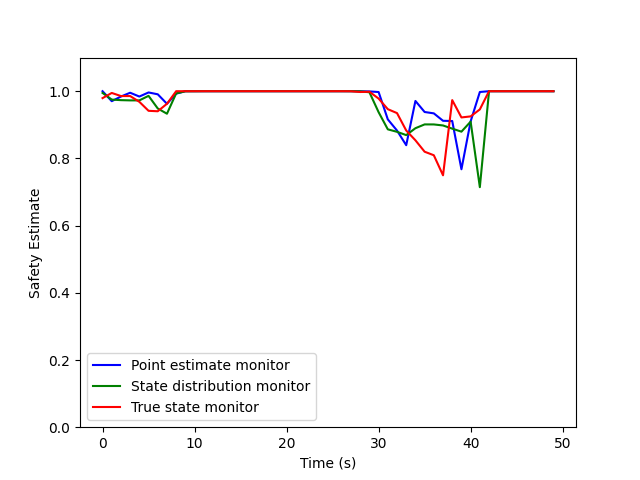 1.0
0.8
0.6
0.4
0.2
0.0
Safety Estimate
Point estimate monitor
State distribution monitor
True state monitor
0 10 20 30 40 50
Time (s)